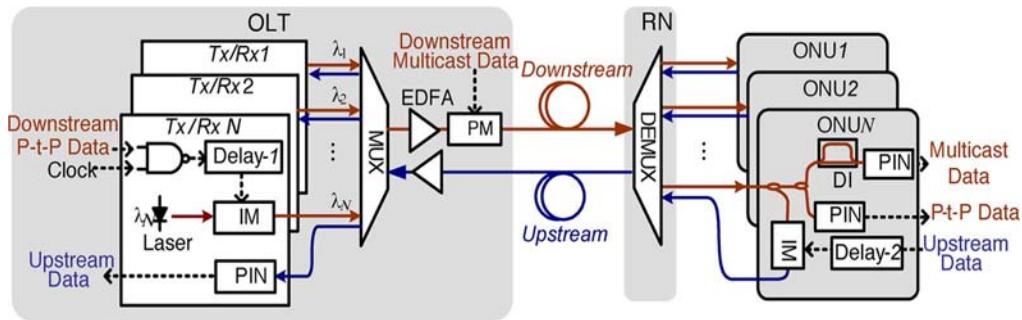 OLT
RN
Tx/Rx1
Tx/Rx2
Tx/Rx N
λ1
λ2
λN
Downstream
P-t-P Data
Clock
Delay-1
IM
λN
Laser
Upstream
Data
PIN
MUX
EDFA
Downstream
Multicast Data
PM
Downstream
Upstream
DEMUX
ONU1
ONU2
ONUN
DI
PIN
Multicast
Data
PIN
P-t-P Data
IM
Delay-2
Upstream
Data